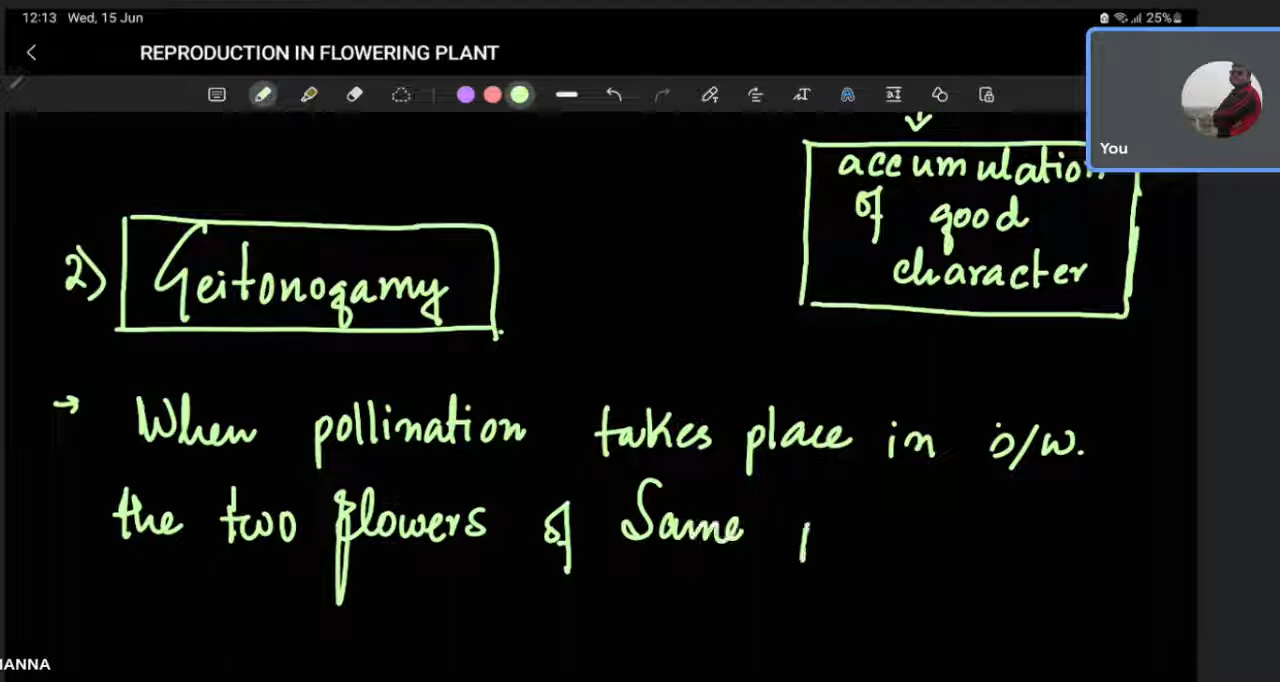 12:13 Wed, 15 Jun
25%
REPRODUCTION IN FLOWERING PLANT
You
accumulation
of good
character
2) Geitonogamy
→ When pollination takes place in b/w.
the two flowers of Same
IANNA